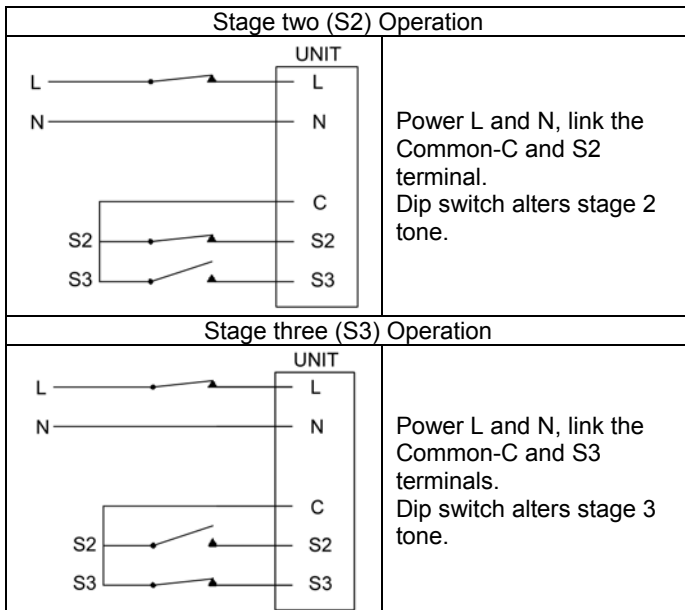 Stage two (S2) Operation
UNIT
L L
N N
C
S2 S2
S3 S3
Power L and N, link the
Common-C and S2
terminal.
Dip switch alters stage 2
tone.
Stage three (S3) Operation
UNIT
L L
N N
C
S2 S2
S3 S3
Power L and N, link the
Common-C and S3
terminals.
Dip switch alters stage 3
tone.